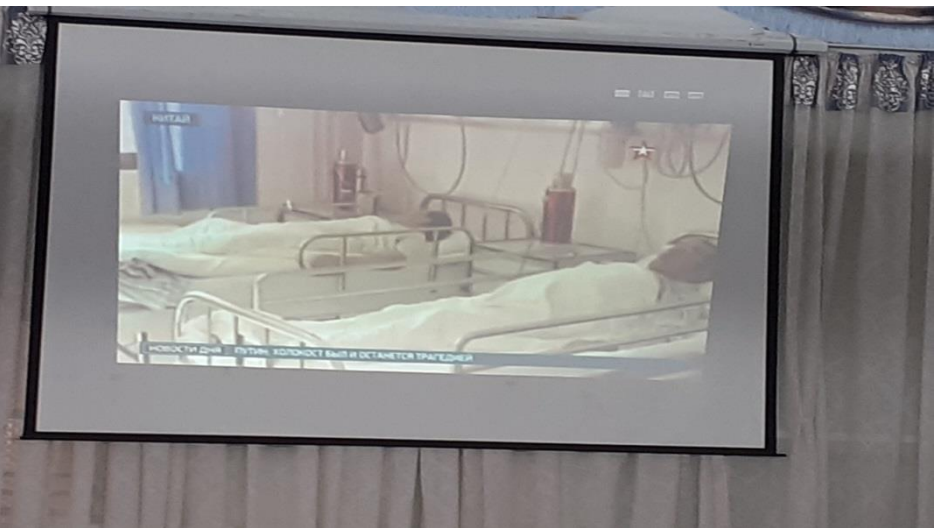 КИТАЙ
НОВОСТИ ДНЯ ПУТИН: ХОЛОКОСТ БЫЛ И ОСТАНЕТСЯ ТРАГЕДИЕЙ